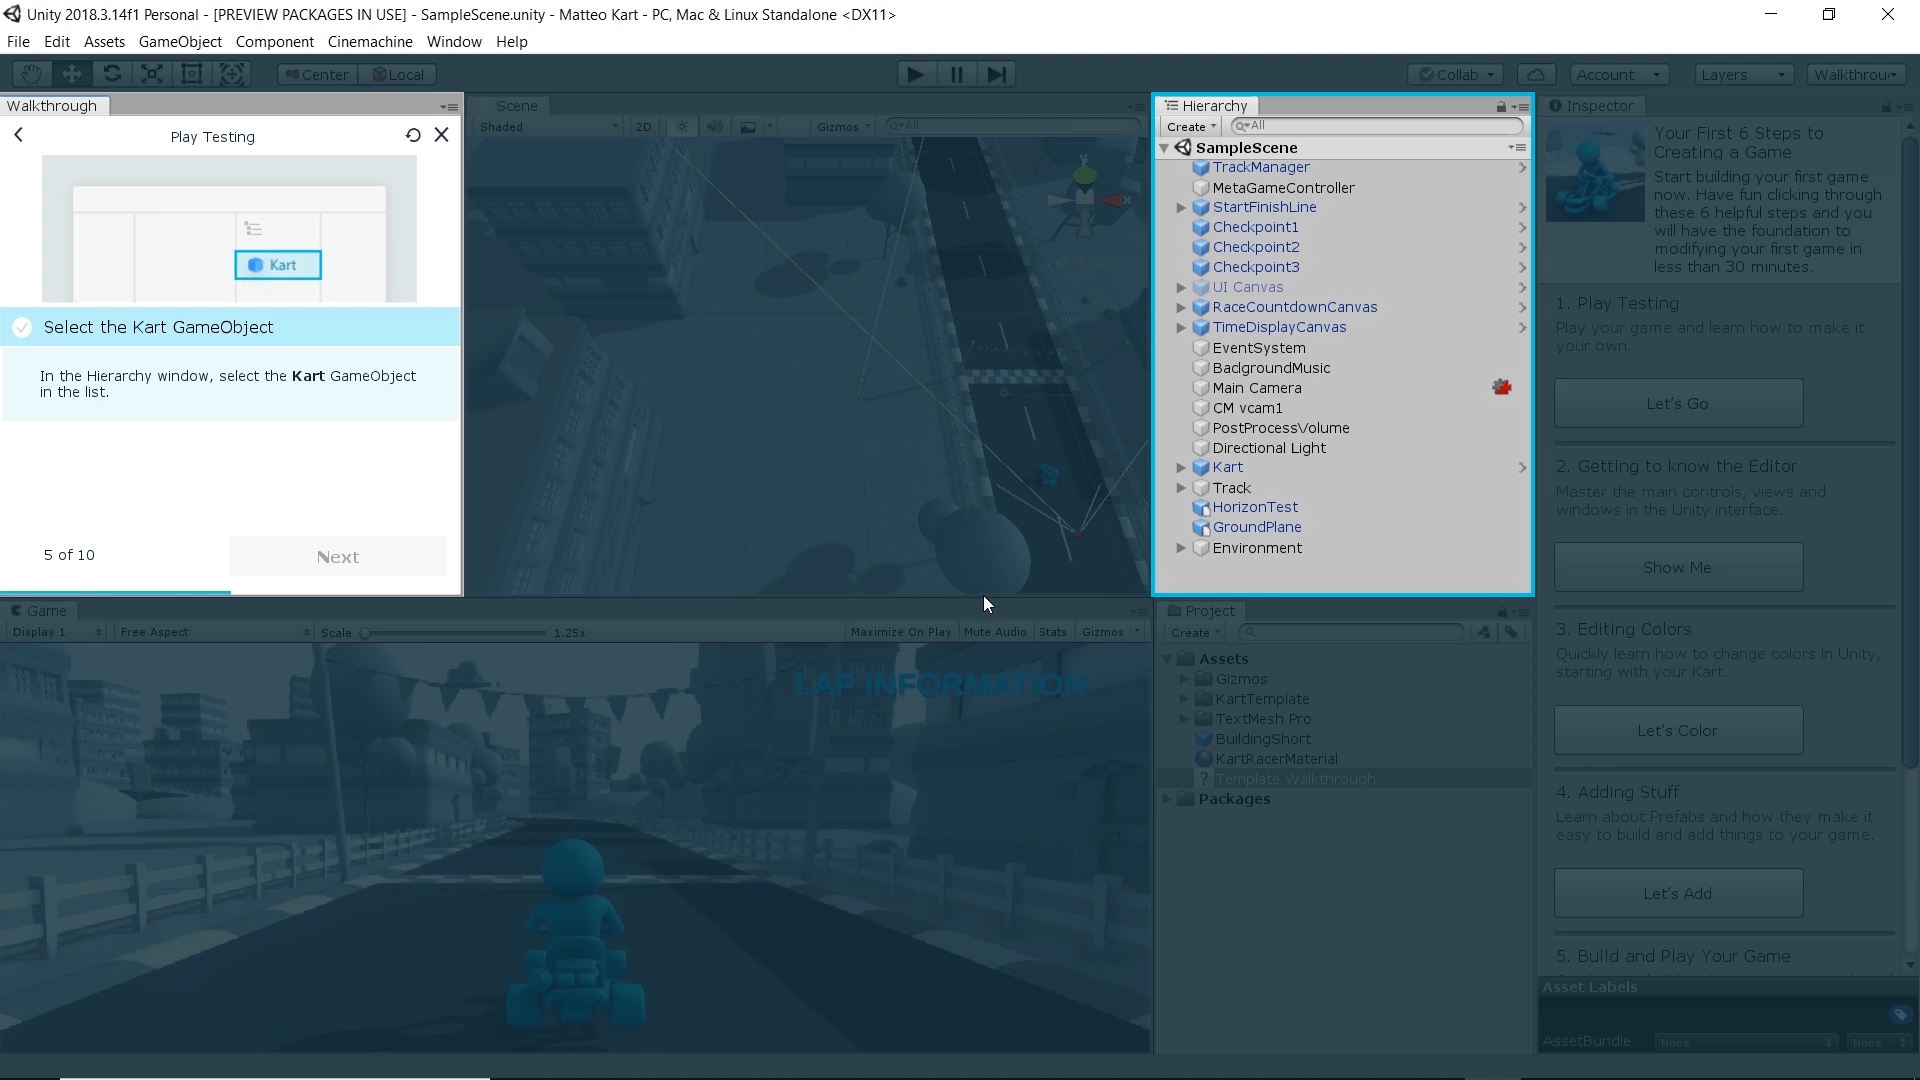 Unity 2018.3.14f1 Personal - [PREVIEW PACKAGES IN USE] - SampleScene.unity - Matteo Kart - PC, Mac & Linux Standalone <DX11>
File Edit Assets GameObject Component Cinemachine Window Help
Center Local Collab Account Layers Walkthrou
Walkthrough
Play Testing
Kart
Select the Kart GameObject
In the Hierarchy window, select the Kart GameObject
in the list.
5 of 10
Next
Scene
Shaded 2D Gizmos All
y
x
Hierarchy
Create All
SampleScene
TrackManager
MetaGameController
StartFinishLine
Checkpoint1
Checkpoint2
Checkpoint3
UI Canvas
RaceCountdownCanvas
TimeDisplayCanvas
EventSystem
BaclgroundMusic
Main Camera
CM vcam1
PostProcessVolume
Directional Light
Kart
Track
HorizonTest
GroundPlane
Environment
Inspector
Your First 6 Steps to
Creating a Game
Start building your first game
now. Have fun clicking through
these 6 helpful steps and you
will have the foundation to
modifying your first game in
less than 30 minutes.
1. Play Testing
Play your game and learn how to make it
your own.
Let's Go
2. Getting to know the Editor
Master the main controls, views and
windows in the Unity interface.
Show Me
3. Editing Colors
Quickly learn how to change colors in Unity,
starting with your Kart.
Let's Color
4. Adding Stuff
Learn about Prefabs and how they make it
easy to build and add things to your game.
Let's Add
5. Build and Play Your Game
Asset Labels
AssetBundle None None
Game
Display 1 Free Aspect Scale 1.25x Maximize On Play Mute Audio Stats Gizmos
LAP INFORMATION
Project
Create
Assets
Gizmos
KartTemplate
TextMesh Pro
BuildingShort
KartRacerMaterial
Template Walkthrough
Packages